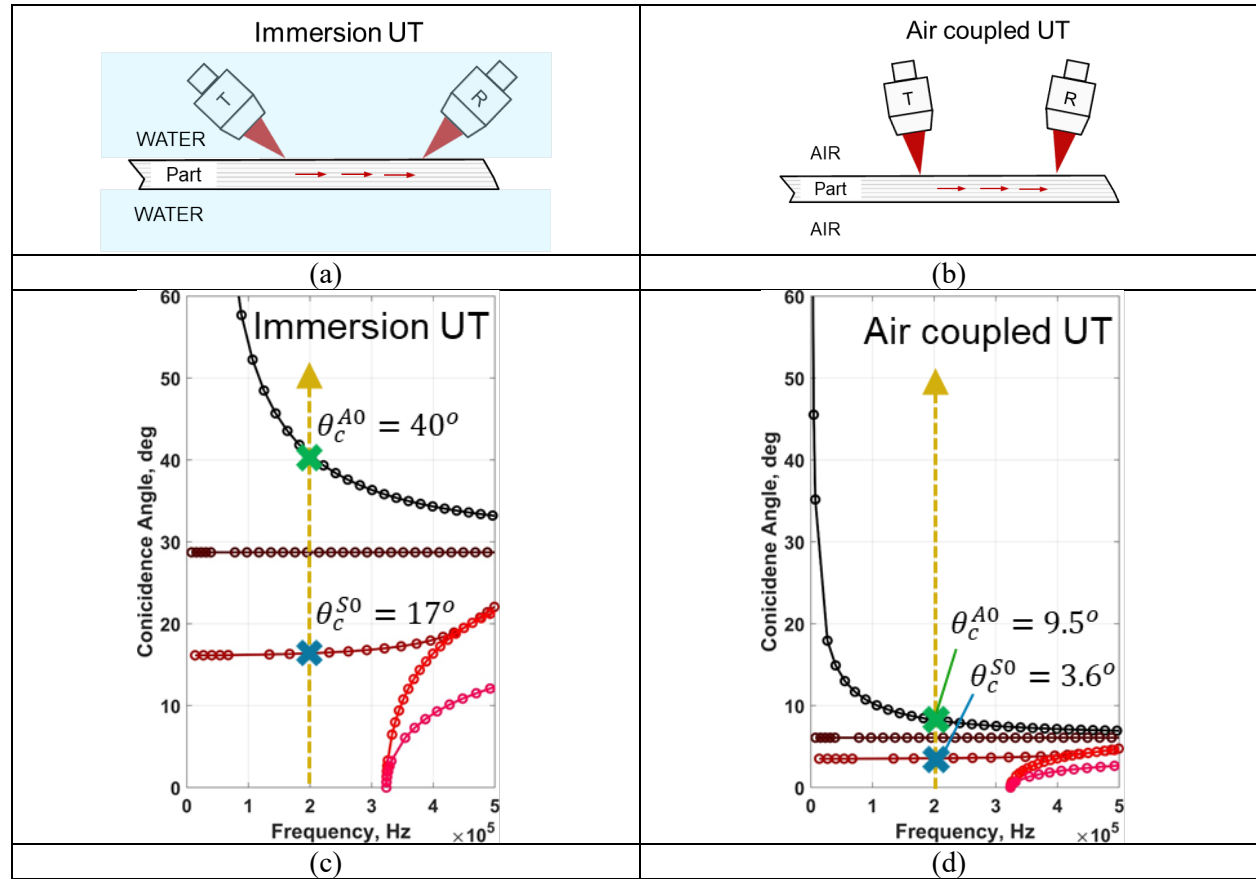 Immersion UT
T
R
WATER
Part
WATER
(a)
Air coupled UT
T
R
AIR
Part
AIR
(b)
Immersion UT
60
50
40
30
20
10
0
Conicidence Angle, deg
θ_c^{A0} = 40^o
θ_c^{S0} = 17^o
0 1 2 3 4 5
Frequency, Hz ×10^5
(c)
Air coupled UT
60
50
40
30
20
10
0
Conicidene Angle, deg
θ_c^{A0} = 9.5^o
θ_c^{S0} = 3.6^o
0 1 2 3 4 5
Frequency, Hz ×10^5
(d)